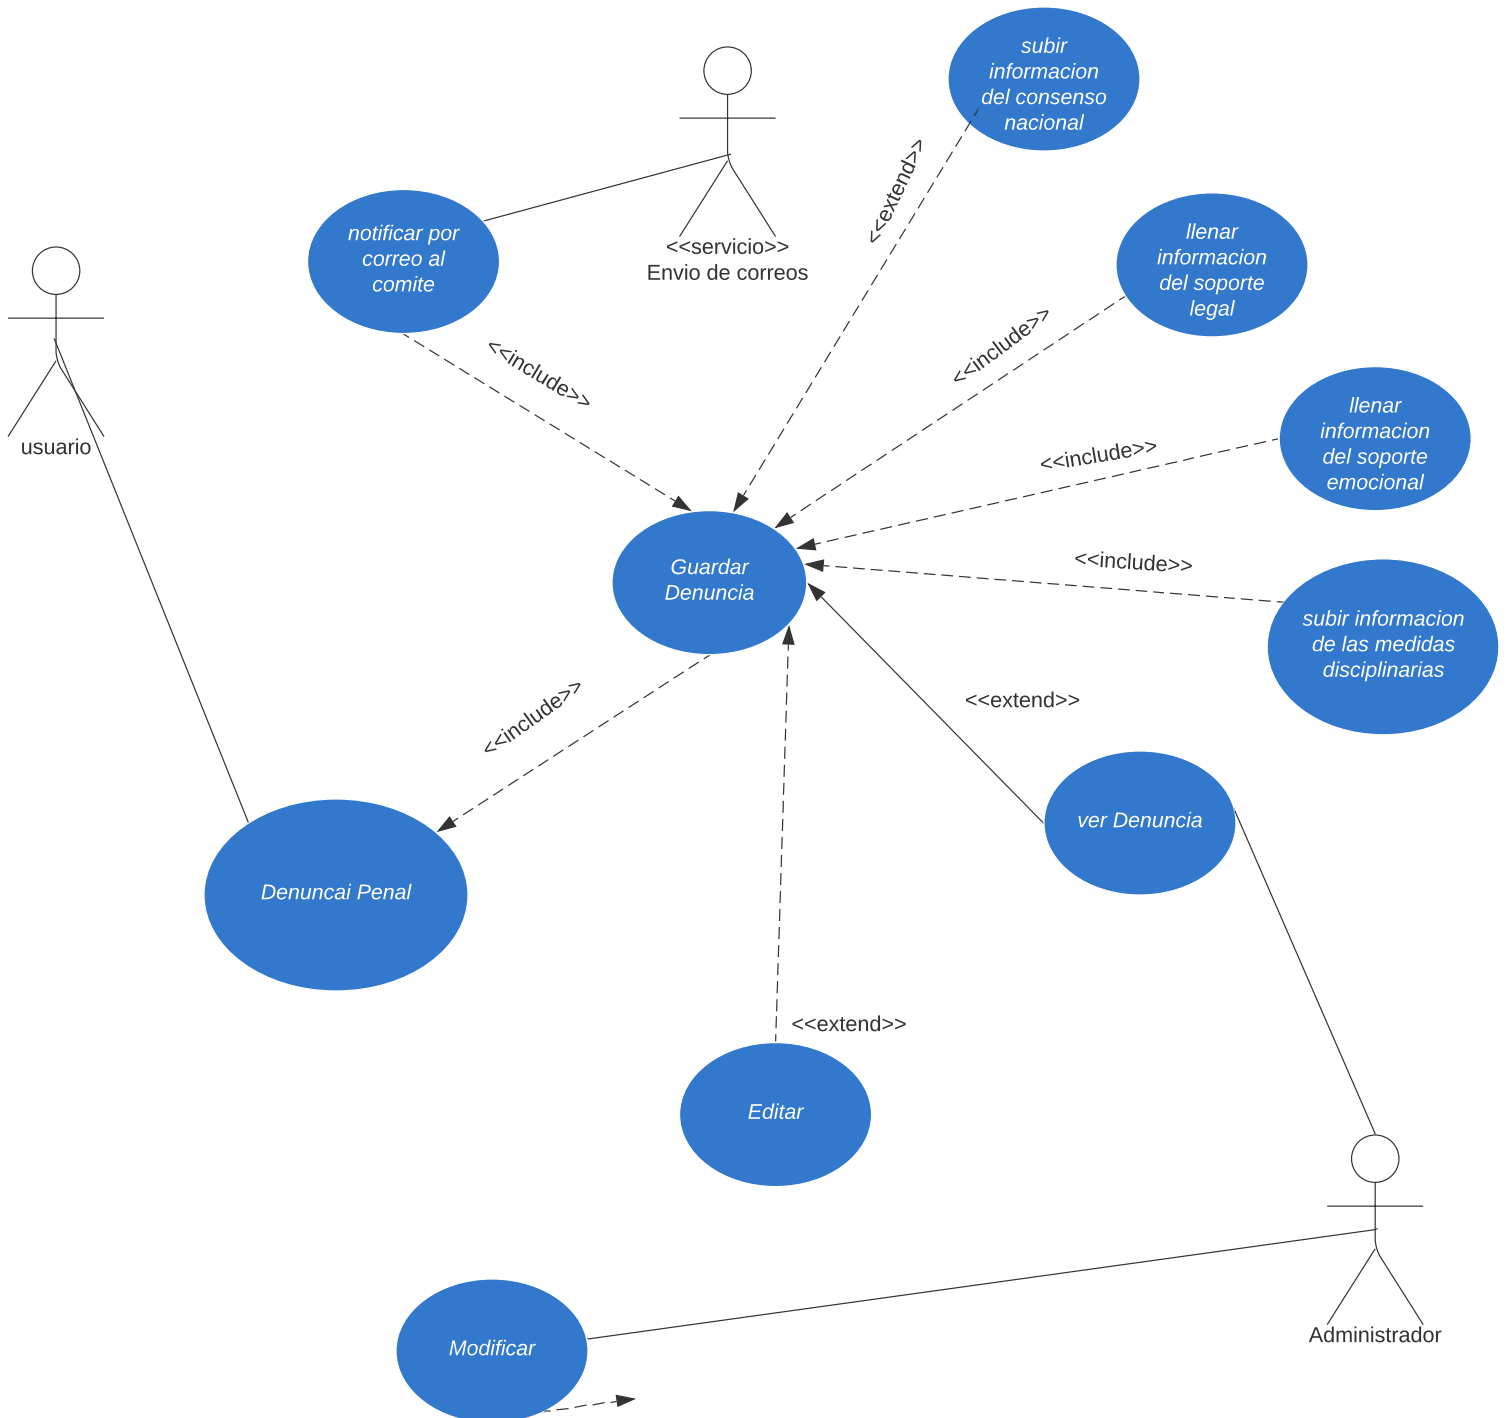 subir
informacion
del consenso
nacional
<<extend>>
<<servicio>>
Envio de correos
notificar por
correo al
comite
llenar
informacion
del soporte
legal
<<include>>
<<include>>
usuario
llenar
informacion
del soporte
emocional
<<include>>
<<include>>
Guardar
Denuncia
subir informacion
de las medidas
disciplinarias
<<include>>
<<extend>>
ver Denuncia
Denuncai Penal
<<extend>>
Editar
Administrador
Modificar